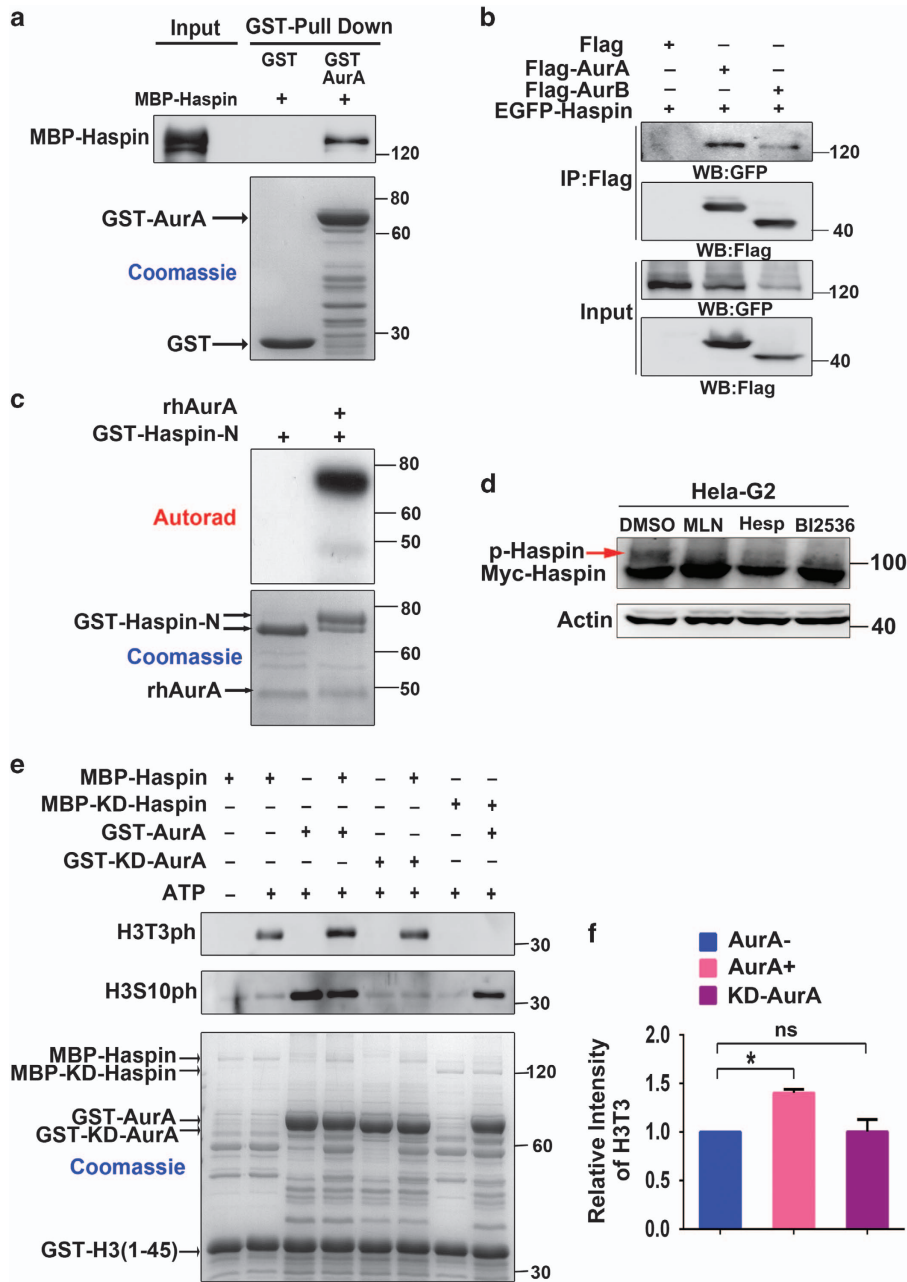 a
Input GST-Pull Down
GST GST AurA
MBP-Haspin + +
MBP-Haspin
120
80
GST-AurA
60
Coomassie
30
GST
b
Flag + – –
Flag-AurA – + –
Flag-AurB – – +
EGFP-Haspin + + +
120
WB:GFP
IP:Flag
40
WB:Flag
120
WB:GFP
Input
40
WB:Flag
c
rhAurA +
GST-Haspin-N + +
80
Autorad
60
50
80
GST-Haspin-N
Coomassie
60
rhAurA
50
d
Hela-G2
DMSO MLN Hesp BI2536
p-Haspin
100
Myc-Haspin
Actin
40
e
MBP-Haspin + + – + – + – –
MBP-KD-Haspin – – – – – – + +
GST-AurA – – + + – – – +
GST-KD-AurA – – – – + + – –
ATP – + + + + + + +
H3T3ph
30
H3S10ph
30
MBP-Haspin
MBP-KD-Haspin
120
GST-AurA
GST-KD-AurA
60
Coomassie
GST-H3(1-45)
30
f
AurA-
AurA+
KD-AurA
ns
*
2.0
1.5
1.0
0.5
0.0
Relative Intensity
of H3T3